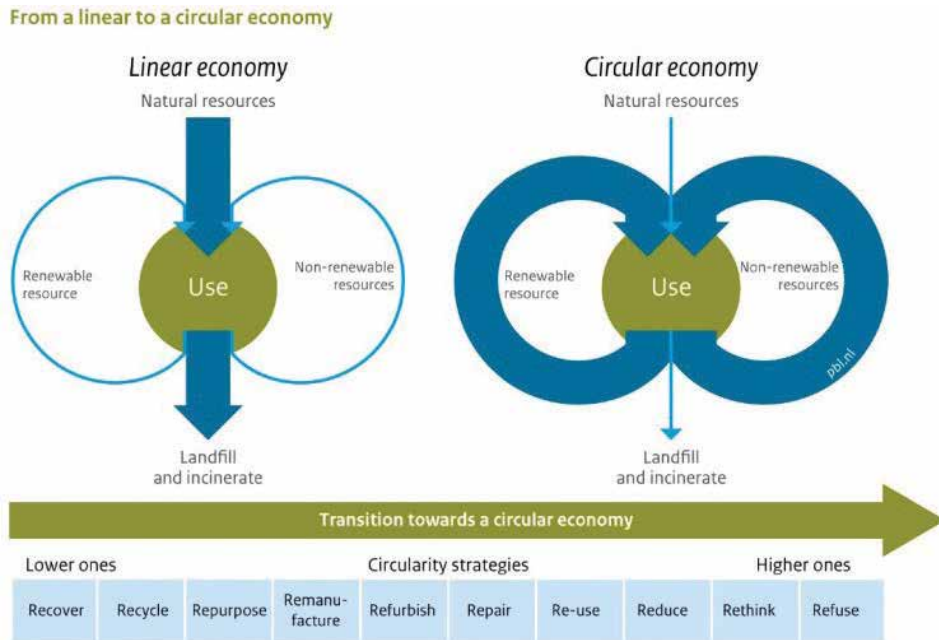 From a linear to a circular economy
Linear economy
Natural resources
Renewable
resource
Use
Non-renewable
resources
Landfill
and incinerate
Circular economy
Natural resources
Renewable
resource
Use
Non-renewable
resources
pbl.nl
Landfill
and incinerate
Transition towards a circular economy
Lower ones Circularity strategies Higher ones
Recover Recycle Repurpose Remanu-
facture Refurbish Repair Re-use Reduce Rethink Refuse